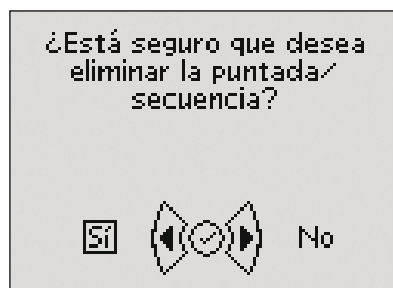 ¿Está seguro que desea
eliminar la puntada/
secuencia?
Sí No